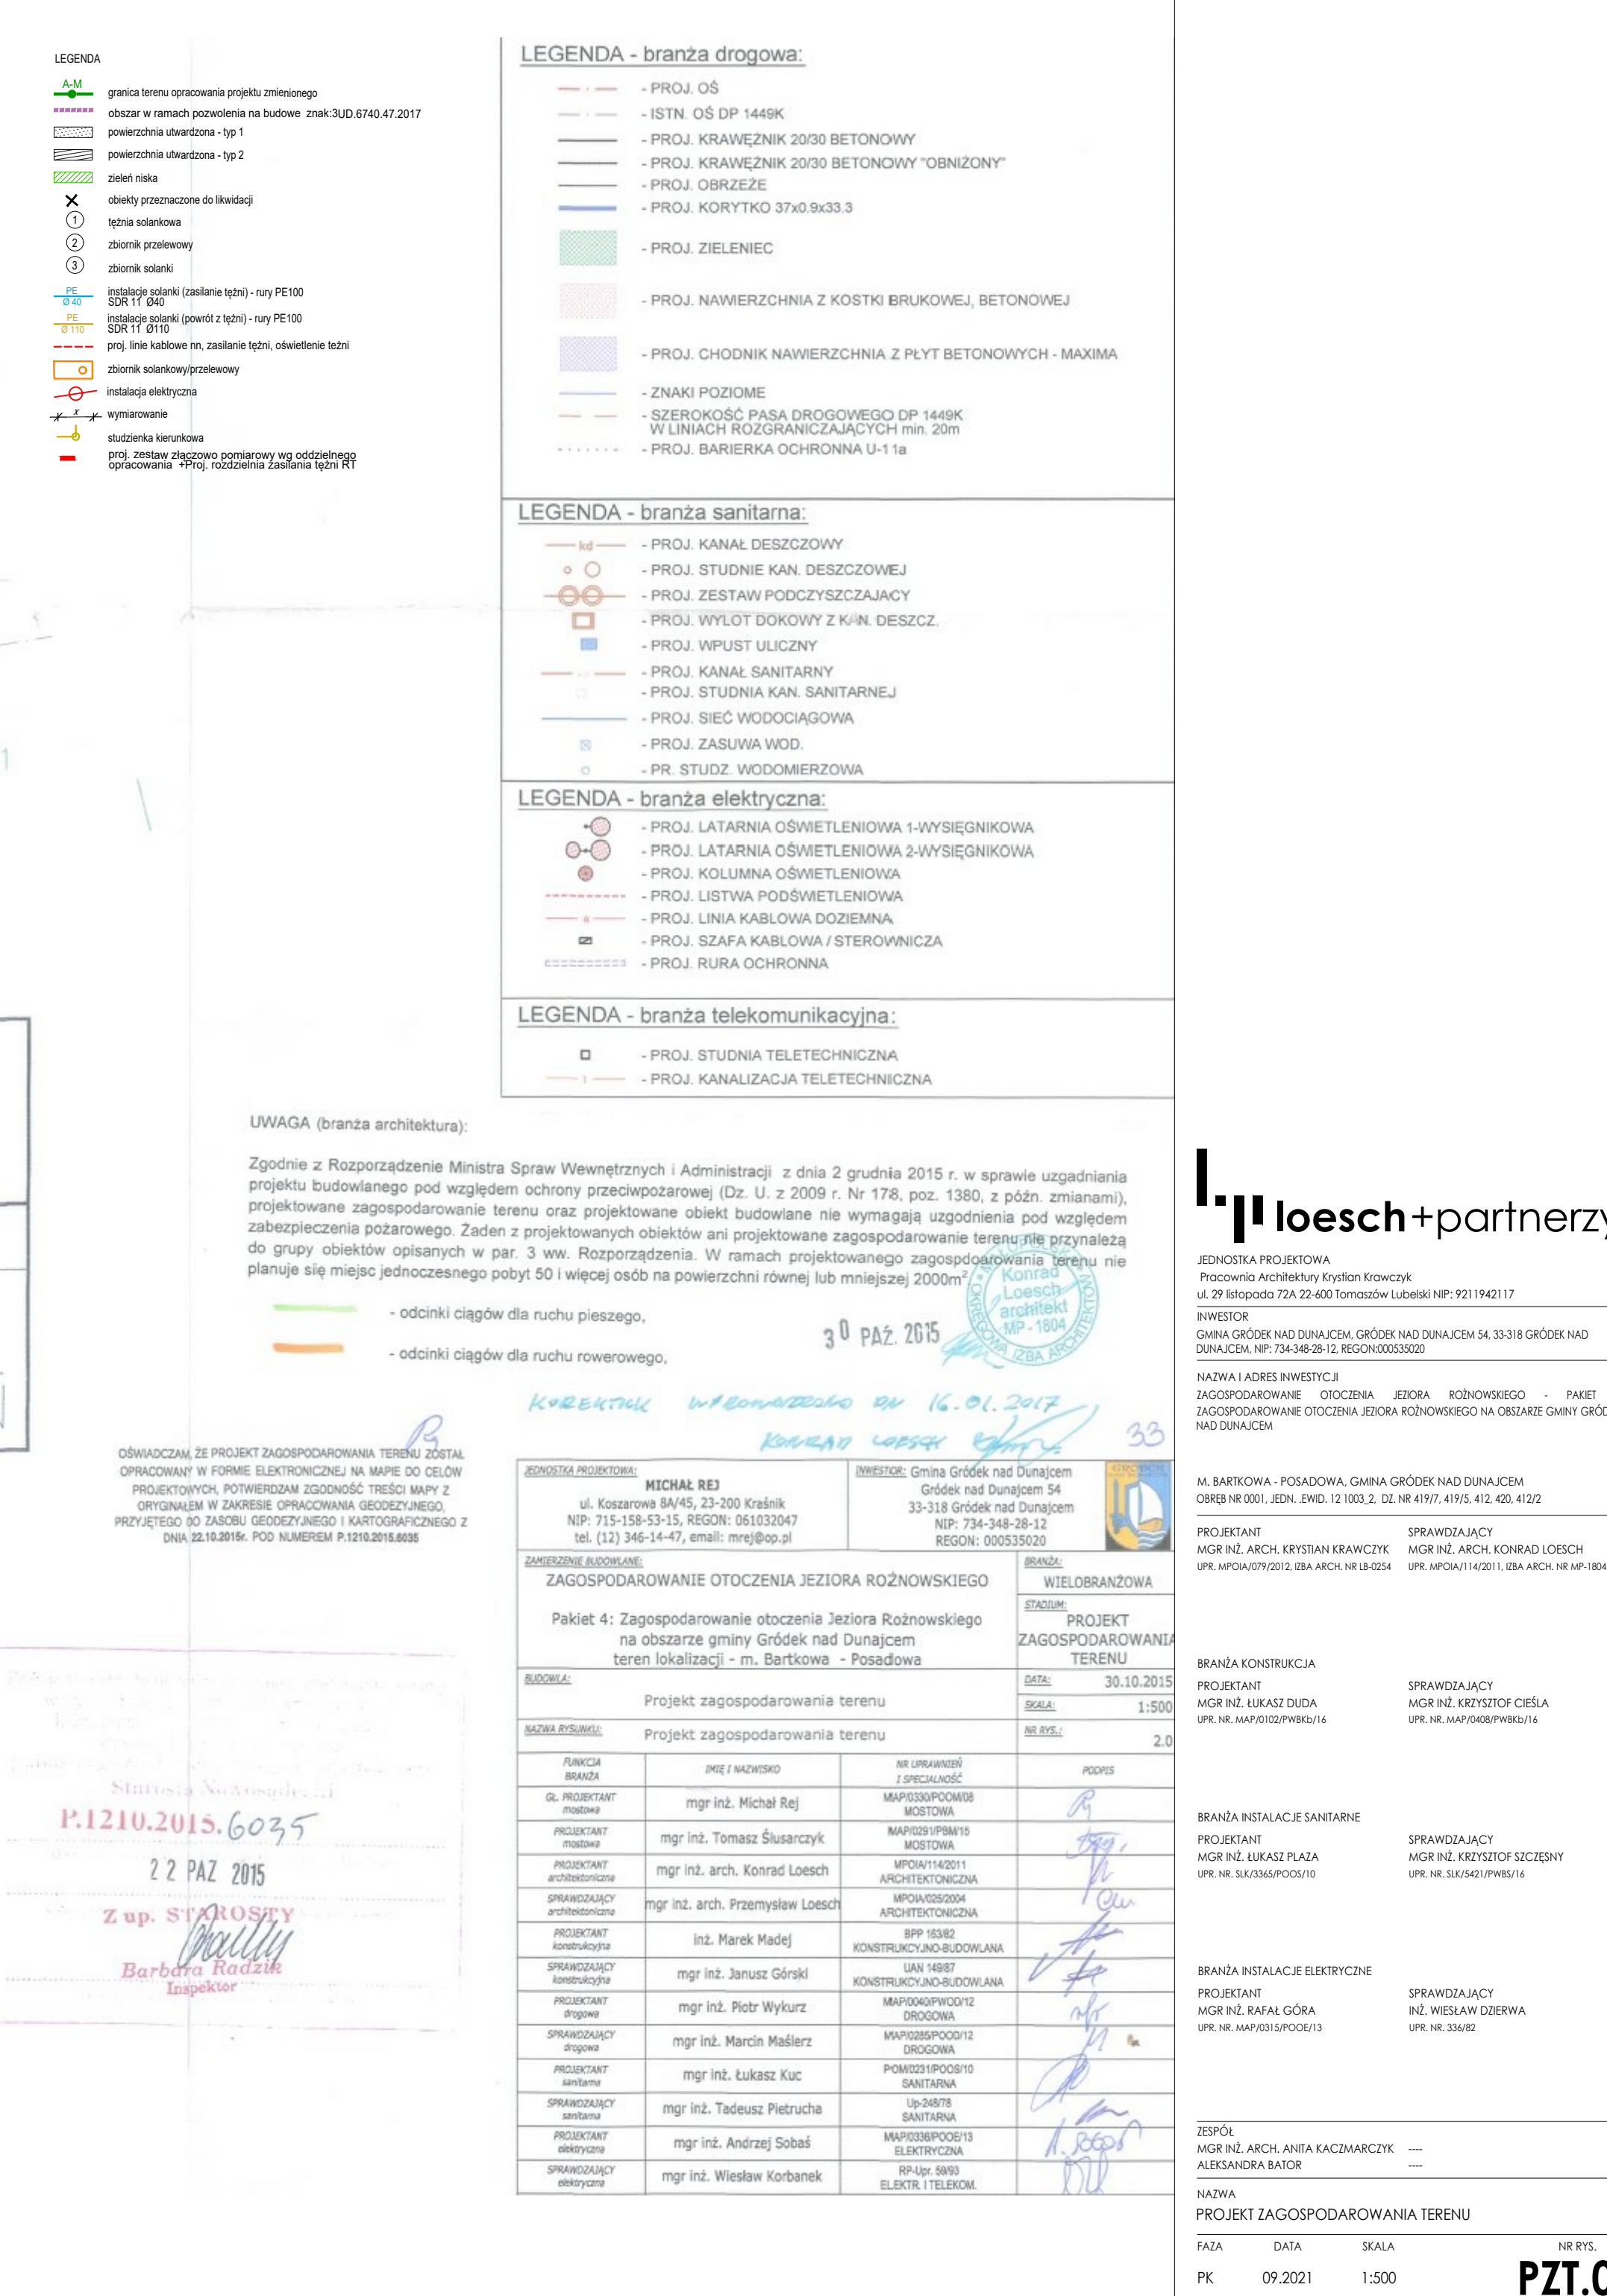 LEGENDA
A-M
granica terenu opracowania projektu zmienionego
obszar w ramach pozwolenia na budowe znak:3UD.6740.47.2017
powierzchnia utwardzona - typ 1
powierzchnia utwardzona - typ 2
zieleń niska
obiekty przeznaczone do likwidacji
1 tężnia solankowa
2 zbiornik przelewowy
3 zbiornik solanki
PE Ø 40
instalacje solanki (zasilanie tężni) - rury PE100
SDR 11 Ø40
PE Ø 110
instalacje solanki (powrót z tężni) - rury PE100
SDR 11 Ø110
proj. linie kablowe nn, zasilanie tężni, oświetlenie teżni
zbiornik solankowy/przelewowy
instalacja elektryczna
x wymiarowanie
studzienka kierunkowa
proj. zestaw złączowo pomiarowy wg oddzielnego
opracowania +Proj. rozdzielnia zasilania tężni RT
LEGENDA - branża drogowa:
- PROJ. OŚ
- ISTN. OŚ DP 1449K
- PROJ. KRAWĘŻNIK 20/30 BETONOWY
- PROJ. KRAWĘŻNIK 20/30 BETONOWY "OBNIŻONY"
- PROJ. OBRZEŻE
- PROJ. KORYTKO 37x0.9x33.3
- PROJ. ZIELENIEC
- PROJ. NAWIERZCHNIA Z KOSTKI BRUKOWEJ, BETONOWEJ
- PROJ. CHODNIK NAWIERZCHNIA Z PŁYT BETONOWYCH - MAXIMA
- ZNAKI POZIOME
- SZEROKOŚĆ PASA DROGOWEGO DP 1449K
W LINIACH ROZGRANICZAJĄCYCH min. 20m
- PROJ. BARIERKA OCHRONNA U-11a
LEGENDA - branża sanitarna:
kd - PROJ. KANAŁ DESZCZOWY
- PROJ. STUDNIE KAN. DESZCZOWEJ
- PROJ. ZESTAW PODCZYSZCZAJACY
- PROJ. WYLOT DOKOWY Z KAN. DESZCZ.
- PROJ. WPUST ULICZNY
- PROJ. KANAŁ SANITARNY
- PROJ. STUDNIA KAN. SANITARNEJ
- PROJ. SIEĆ WODOCIĄGOWA
- PROJ. ZASUWA WOD.
- PR. STUDZ. WODOMIERZOWA
LEGENDA - branża elektryczna:
- PROJ. LATARNIA OŚWIETLENIOWA 1-WYSIĘGNIKOWA
- PROJ. LATARNIA OŚWIETLENIOWA 2-WYSIĘGNIKOWA
- PROJ. KOLUMNA OŚWIETLENIOWA
- PROJ. LISTWA PODŚWIETLENIOWA
- PROJ. LINIA KABLOWA DOZIEMNA
- PROJ. SZAFA KABLOWA / STEROWNICZA
- PROJ. RURA OCHRONNA
LEGENDA - branża telekomunikacyjna:
- PROJ. STUDNIA TELETECHNICZNA
t - PROJ. KANALIZACJA TELETECHNICZNA
UWAGA (branża architektura):
Zgodnie z Rozporządzenie Ministra Spraw Wewnętrznych i Administracji z dnia 2 grudnia 2015 r. w sprawie uzgadniania
projektu budowlanego pod względem ochrony przeciwpożarowej (Dz. U. z 2009 r. Nr 178, poz. 1380, z późn. zmianami),
projektowane zagospodarowanie terenu oraz projektowane obiekt budowlane nie wymagają uzgodnienia pod względem
zabezpieczenia pożarowego. Żaden z projektowanych obiektów ani projektowane zagospodarowanie terenu nie przynależą
do grupy obiektów opisanych w par. 3 ww. Rozporządzenia. W ramach projektowanego zagospdoarowania terenu nie
planuje się miejsc jednoczesnego pobyt 50 i więcej osób na powierzchni równej lub mniejszej 2000m².
- odcinki ciągów dla ruchu pieszego,
- odcinki ciągów dla ruchu rowerowego,
30 PAŹ. 2015
Konrad
Loesch
architekt
MP - 1804
OKRĘGOWA IZBA ARCHITEKTÓW
WPROWADZONO DN 16.01.2017
KONRAD LOESCH
33
OŚWIADCZAM, ŻE PROJEKT ZAGOSPODAROWANIA TERENU ZOSTAŁ
OPRACOWANY W FORMIE ELEKTRONICZNEJ NA MAPIE DO CELÓW
PROJEKTOWYCH, POTWIERDZAM ZGODNOŚĆ TREŚCI MAPY Z
ORYGINAŁEM W ZAKRESIE OPRACOWANIA GEODEZYJNEGO,
PRZYJĘTEGO DO ZASOBU GEODEZYJNEGO I KARTOGRAFICZNEGO Z
DNIA 22.10.2015r. POD NUMEREM P.1210.2015.6035
Starosta Nowosądecki
P.1210.2015.6035
22 PAZ 2015
Z up. STAROSTY
Barbara Radzik
Inspektor
JEDNOSTKA PROJEKTOWA:
MICHAŁ REJ
ul. Koszarowa 8A/45, 23-200 Kraśnik
NIP: 715-158-53-15, REGON: 061032047
tel. (12) 346-14-47, email: mrej@op.pl
INWESTOR: Gmina Gródek nad Dunajcem
Gródek nad Dunajcem 54
33-318 Gródek nad Dunajcem
NIP: 734-348-28-12
REGON: 000535020
ZAMIERZENIE BUDOWLANE:
ZAGOSPODAROWANIE OTOCZENIA JEZIORA ROŻNOWSKIEGO
Pakiet 4: Zagospodarowanie otoczenia Jeziora Rożnowskiego
na obszarze gminy Gródek nad Dunajcem
teren lokalizacji - m. Bartkowa - Posadowa
BRANŻA:
WIELOBRANŻOWA
STADIUM:
PROJEKT
ZAGOSPODAROWANIA
TERENU
BUDOWLA:
Projekt zagospodarowania terenu
DATA: 30.10.2015
SKALA: 1:500
NAZWA RYSUNKU:
Projekt zagospodarowania terenu
NR RYS.: 2.0
FUNKCJA BRANŻA | IMIĘ I NAZWISKO | NR UPRAWNIEŃ I SPECJALNOŚĆ | PODPIS
GŁ. PROJEKTANT mostowa | mgr inż. Michał Rej | MAP/0330/POOM/08 MOSTOWA
PROJEKTANT mostowa | mgr inż. Tomasz Ślusarczyk | MAP/0291/PBM/15 MOSTOWA
PROJEKTANT architektoniczna | mgr inż. arch. Konrad Loesch | MPOIA/114/2011 ARCHITEKTONICZNA
SPRAWDZAJĄCY architektoniczna | mgr inż. arch. Przemysław Loesch | MPOIA/025/2004 ARCHITEKTONICZNA
PROJEKTANT konstrukcyjna | inż. Marek Madej | BPP 163/82 KONSTRUKCYJNO-BUDOWLANA
SPRAWDZAJĄCY konstrukcyjna | mgr inż. Janusz Górski | UAN 149/87 KONSTRUKCYJNO-BUDOWLANA
PROJEKTANT drogowa | mgr inż. Piotr Wykurz | MAP/0040/PWOD/12 DROGOWA
SPRAWDZAJĄCY drogowa | mgr inż. Marcin Maślerz | MAP/0285/POOD/12 DROGOWA
PROJEKTANT sanitarna | mgr inż. Łukasz Kuc | POM/0231/POOS/10 SANITARNA
SPRAWDZAJĄCY sanitarna | mgr inż. Tadeusz Pietrucha | Up-248/78 SANITARNA
PROJEKTANT elektryczna | mgr inż. Andrzej Sobaś | MAP/0336/POOE/13 ELEKTRYCZNA
SPRAWDZAJĄCY elektryczna | mgr inż. Wiesław Korbanek | RP-Upr. 59/93 ELEKTR. I TELEKOM.
loesch+partnerzy
JEDNOSTKA PROJEKTOWA
Pracownia Architektury Krystian Krawczyk
ul. 29 listopada 72A 22-600 Tomaszów Lubelski NIP: 9211942117
INWESTOR
GMINA GRÓDEK NAD DUNAJCEM, GRÓDEK NAD DUNAJCEM 54, 33-318 GRÓDEK NAD
DUNAJCEM, NIP: 734-348-28-12, REGON:000535020
NAZWA I ADRES INWESTYCJI
ZAGOSPODAROWANIE OTOCZENIA JEZIORA ROŻNOWSKIEGO - PAKIET
ZAGOSPODAROWANIE OTOCZENIA JEZIORA ROŻNOWSKIEGO NA OBSZARZE GMINY GRÓD
NAD DUNAJCEM
M. BARTKOWA - POSADOWA, GMINA GRÓDEK NAD DUNAJCEM
OBRĘB NR 0001, JEDN. .EWID. 12 1003_2, DZ. NR 419/7, 419/5, 412, 420, 412/2
PROJEKTANT SPRAWDZAJĄCY
MGR INŻ. ARCH. KRYSTIAN KRAWCZYK MGR INŻ. ARCH. KONRAD LOESCH
UPR. MPOIA/079/2012, IZBA ARCH. NR LB-0254 UPR. MPOIA/114/2011, IZBA ARCH. NR MP-1804
BRANŻA KONSTRUKCJA
PROJEKTANT SPRAWDZAJĄCY
MGR INŻ. ŁUKASZ DUDA MGR INŻ. KRZYSZTOF CIEŚLA
UPR. NR. MAP/0102/PWBKb/16 UPR. NR. MAP/0408/PWBKb/16
BRANŻA INSTALACJE SANITARNE
PROJEKTANT SPRAWDZAJĄCY
MGR INŻ. ŁUKASZ PLAZA MGR INŻ. KRZYSZTOF SZCZĘSNY
UPR. NR. SLK/3365/POOS/10 UPR. NR. SLK/5421/PWBS/16
BRANŻA INSTALACJE ELEKTRYCZNE
PROJEKTANT SPRAWDZAJĄCY
MGR INŻ. RAFAŁ GÓRA INŻ. WIESŁAW DZIERWA
UPR. NR. MAP/0315/POOE/13 UPR. NR. 336/82
ZESPÓŁ
MGR INŻ. ARCH. ANITA KACZMARCZYK ----
ALEKSANDRA BATOR ----
NAZWA
PROJEKT ZAGOSPODAROWANIA TERENU
FAZA DATA SKALA NR RYS.
PK 09.2021 1:500 PZT.0